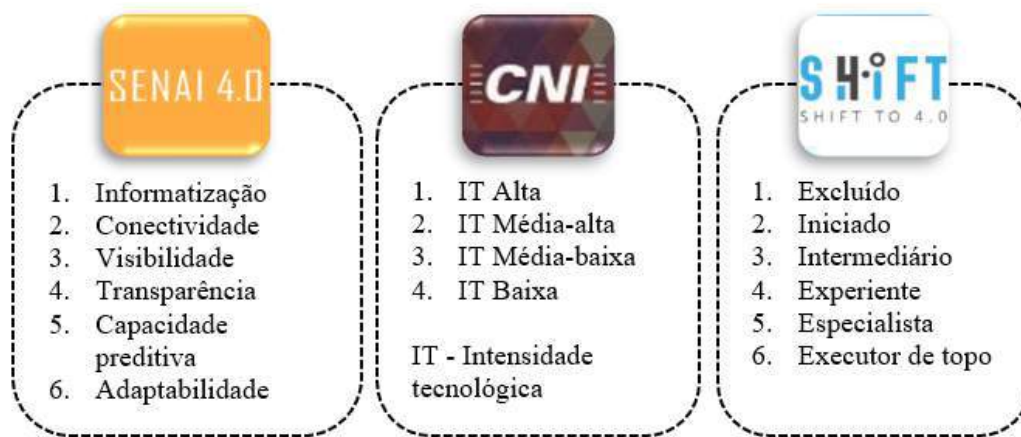 SENAI 4.0
1. Informatização
2. Conectividade
3. Visibilidade
4. Transparência
5. Capacidade
preditiva
6. Adaptabilidade
CNI
1. IT Alta
2. IT Média-alta
3. IT Média-baixa
4. IT Baixa
IT - Intensidade
tecnológica
SHiFT
SHIFT TO 4.0
1. Excluído
2. Iniciado
3. Intermediário
4. Experiente
5. Especialista
6. Executor de topo